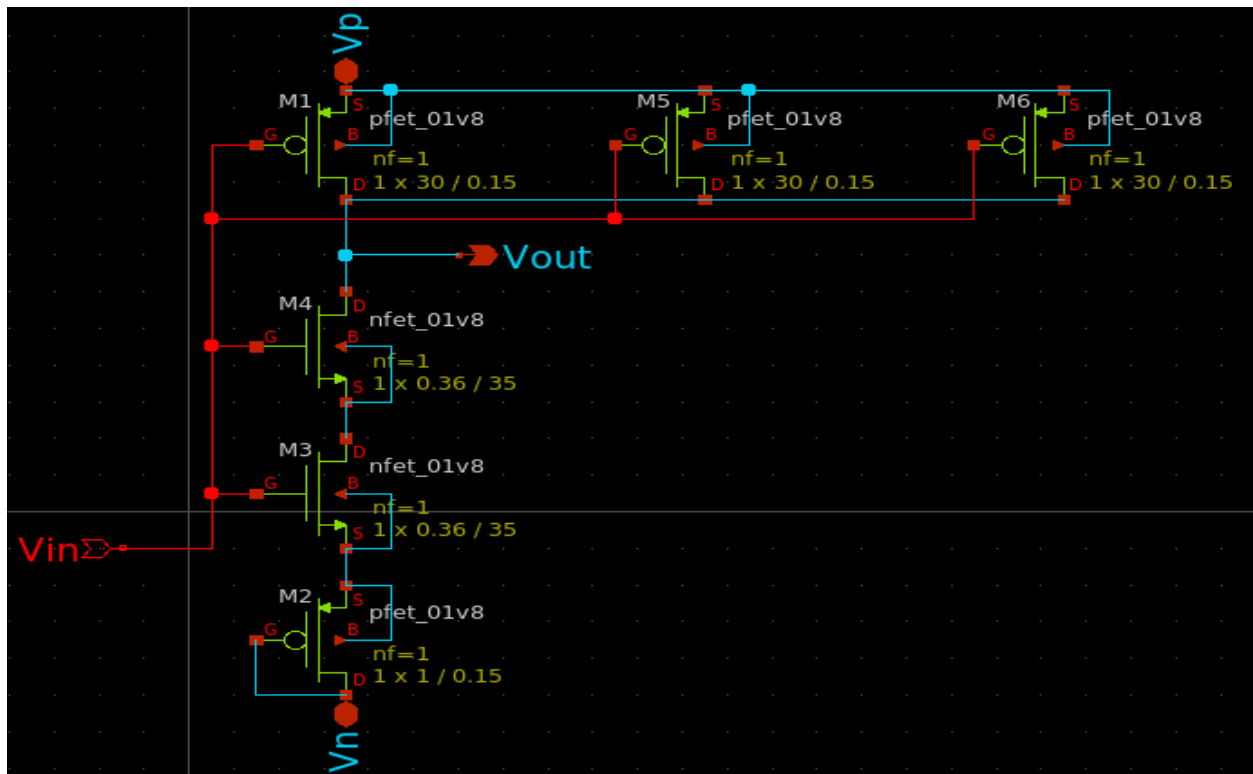 Vp
M1
S
pfet_01v8
G
B
nf=1
D
1 x 30 / 0.15
M5
S
pfet_01v8
G
B
nf=1
D
1 x 30 / 0.15
M6
S
pfet_01v8
G
B
nf=1
D
1 x 30 / 0.15
Vout
M4
D
nfet_01v8
G
B
nf=1
S
1 x 0.36 / 35
M3
D
nfet_01v8
G
B
nf=1
S
1 x 0.36 / 35
Vin
M2
S
pfet_01v8
G
B
nf=1
D
1 x 1 / 0.15
Vn